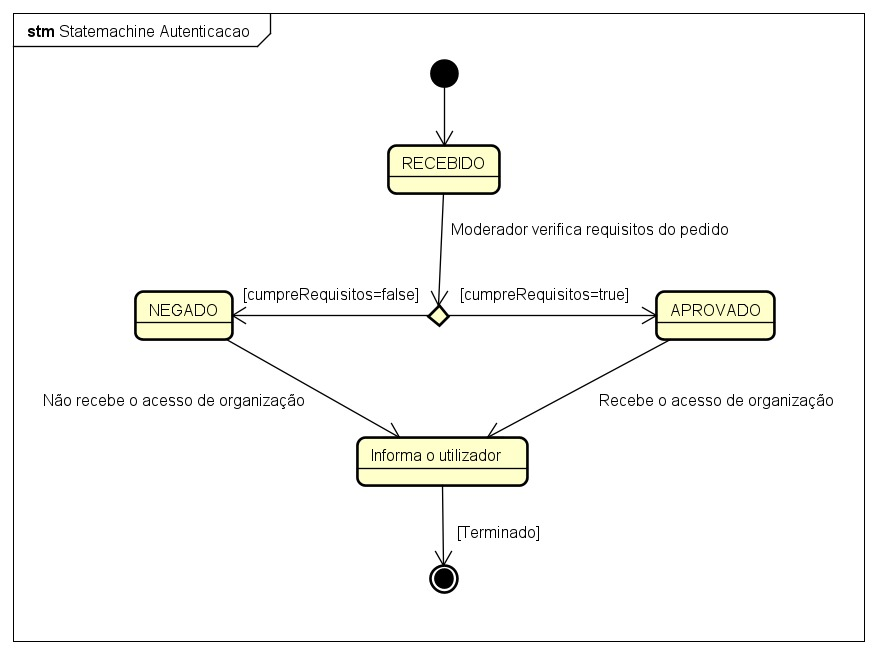 stm Statemachine Autenticacao
RECEBIDO
Moderador verifica requisitos do pedido
[cumpreRequisitos=false]
[cumpreRequisitos=true]
NEGADO
APROVADO
Não recebe o acesso de organização
Recebe o acesso de organização
Informa o utilizador
[Terminado]